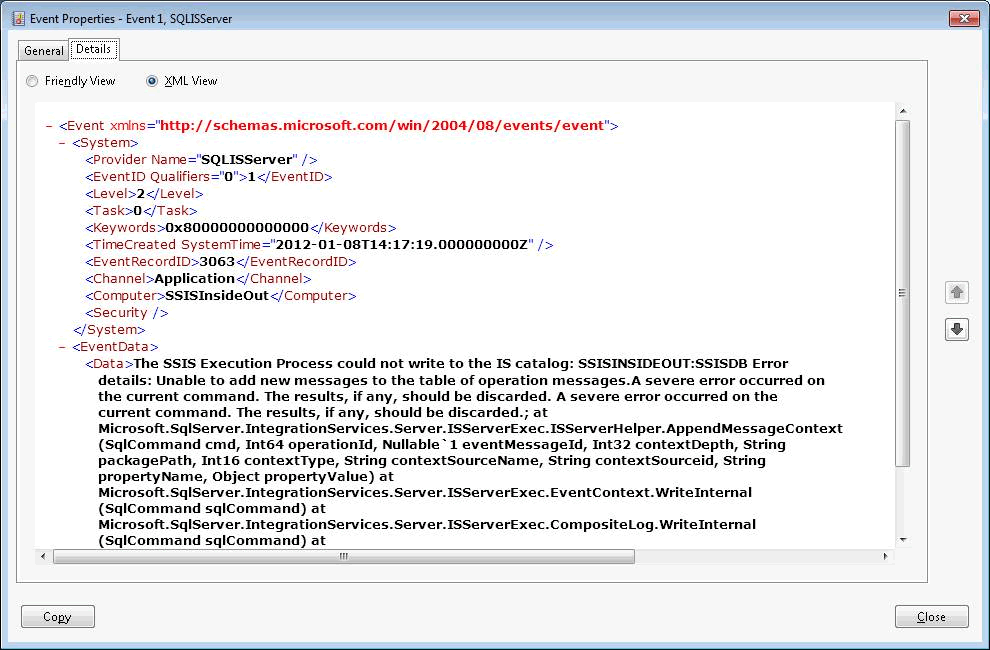 Event Properties - Event 1, SQLISServer
General
Details
Friendly View
XML View
– <Event xmlns="http://schemas.microsoft.com/win/2004/08/events/event">
– <System>
<Provider Name="SQLISServer" />
<EventID Qualifiers="0">1</EventID>
<Level>2</Level>
<Task>0</Task>
<Keywords>0x80000000000000</Keywords>
<TimeCreated SystemTime="2012-01-08T14:17:19.000000000Z" />
<EventRecordID>3063</EventRecordID>
<Channel>Application</Channel>
<Computer>SSISInsideOut</Computer>
<Security />
</System>
– <EventData>
<Data>The SSIS Execution Process could not write to the IS catalog: SSISINSIDEOUT:SSISDB Error
details: Unable to add new messages to the table of operation messages.A severe error occurred on
the current command. The results, if any, should be discarded. A severe error occurred on the
current command. The results, if any, should be discarded.; at
Microsoft.SqlServer.IntegrationServices.Server.ISServerExec.ISServerHelper.AppendMessageContext
(SqlCommand cmd, Int64 operationId, Nullable`1 eventMessageId, Int32 contextDepth, String
packagePath, Int16 contextType, String contextSourceName, String contextSourceid, String
propertyName, Object propertyValue) at
Microsoft.SqlServer.IntegrationServices.Server.ISServerExec.EventContext.WriteInternal
(SqlCommand sqlCommand) at
Microsoft.SqlServer.IntegrationServices.Server.ISServerExec.CompositeLog.WriteInternal
(SqlCommand sqlCommand) at
Copy
Close